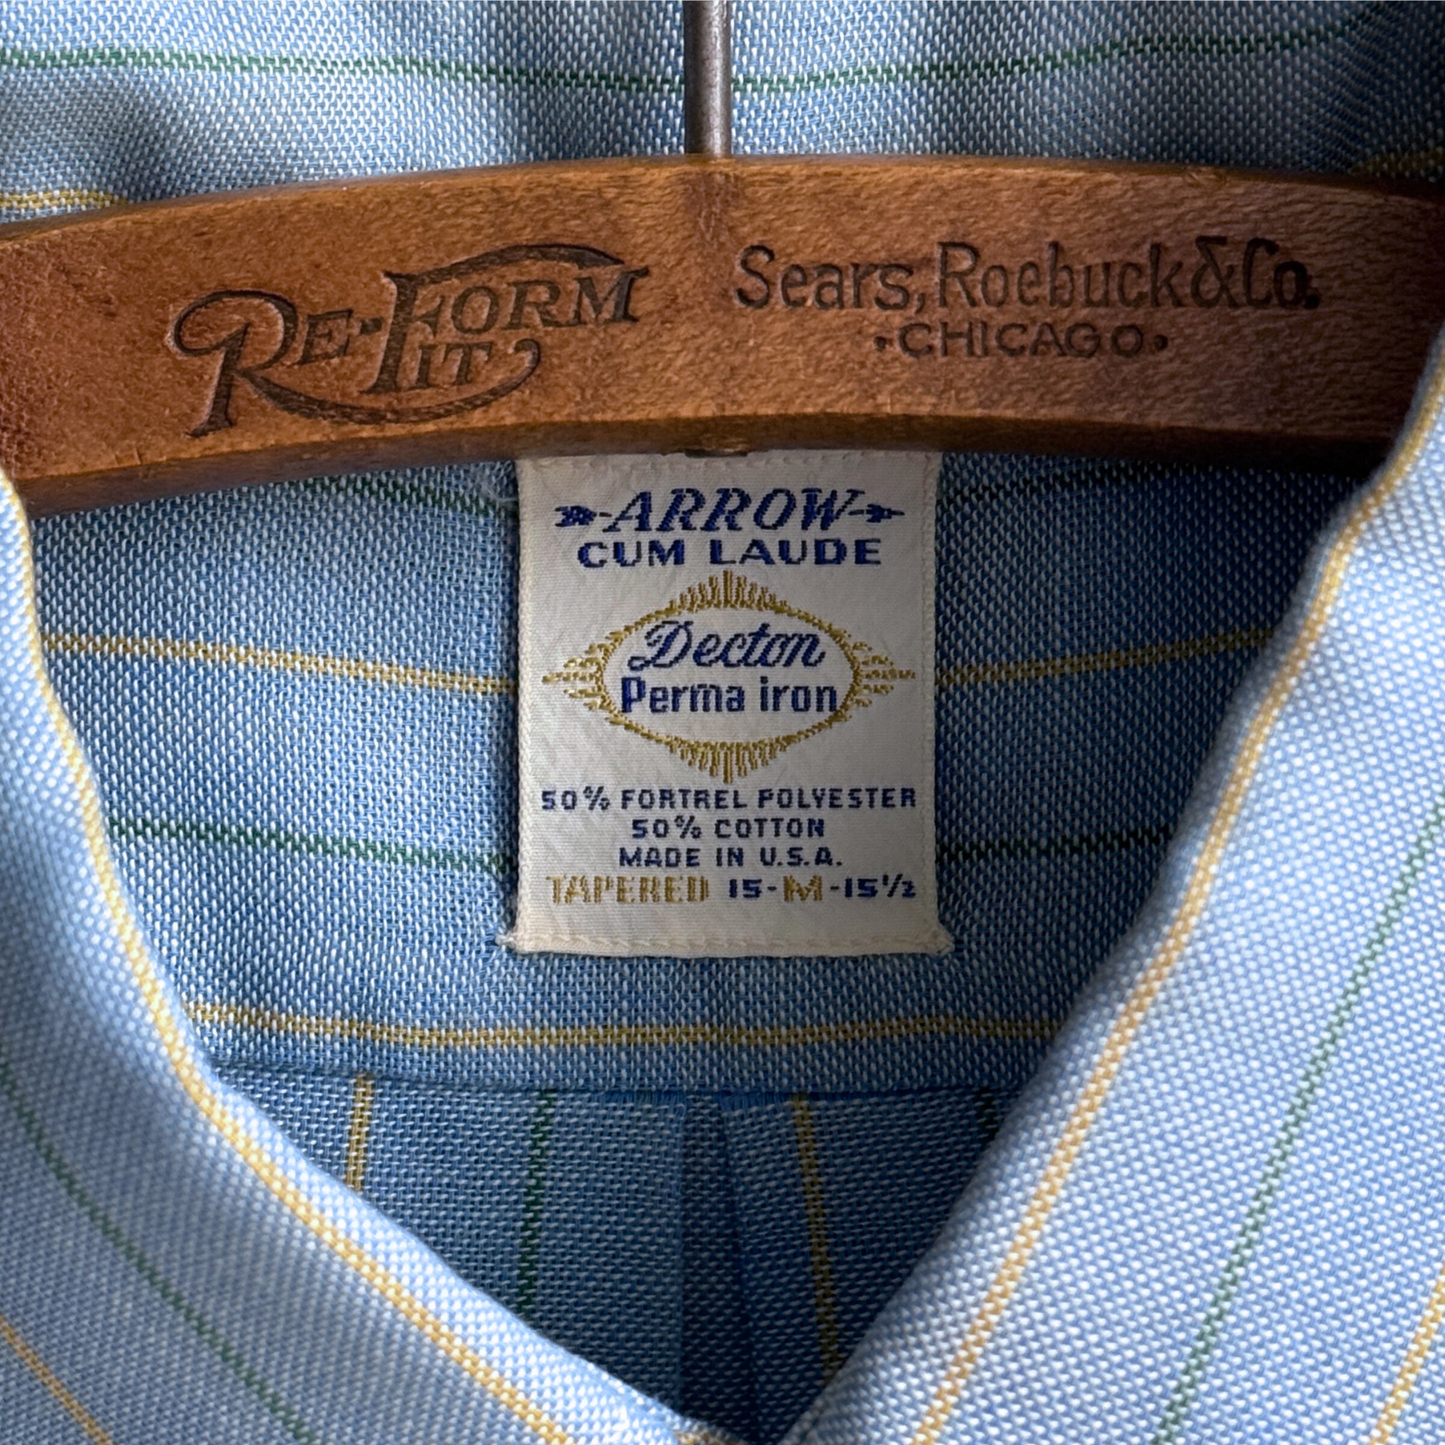 RE-FORM
FIT
Sears, Roebuck & Co.
• CHICAGO •
ARROW
CUM LAUDE
Decton
Perma iron
50% FORTREL POLYESTER
50% COTTON
MADE IN U.S.A.
TAPERED 15-M-15½